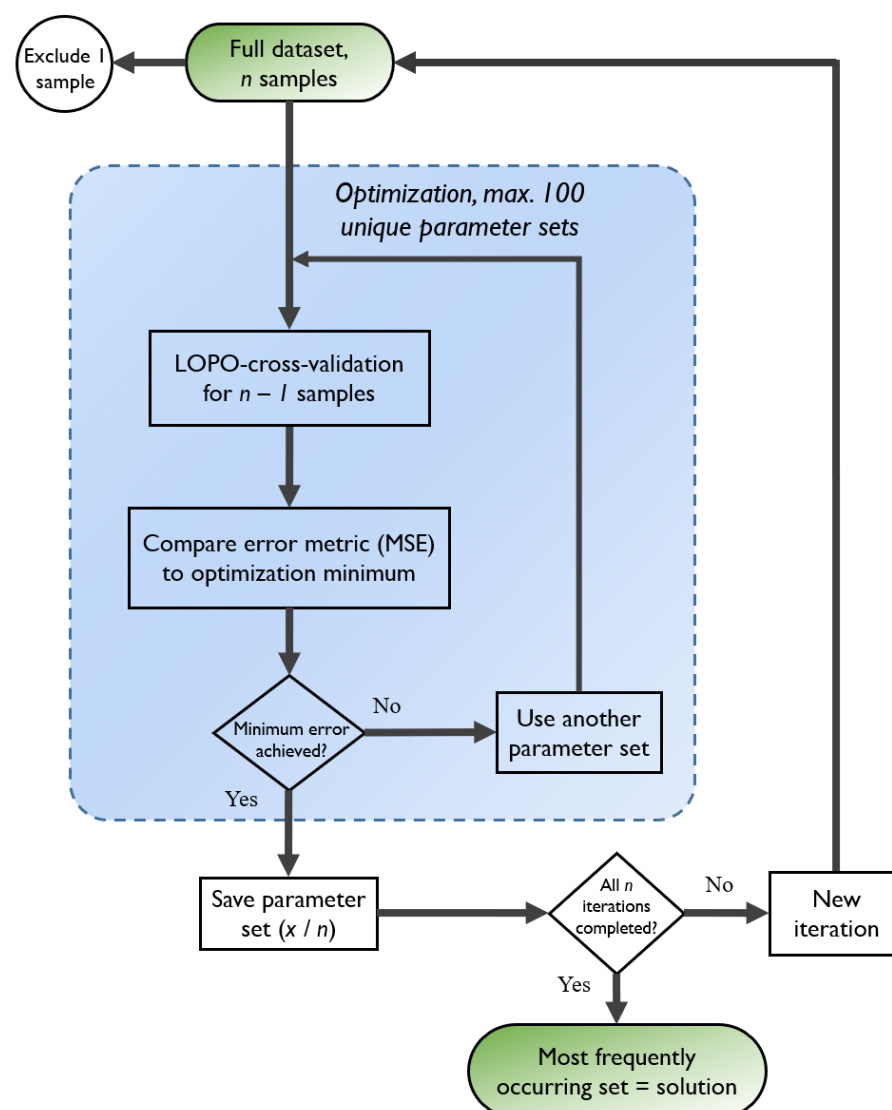 Exclude 1
sample
Full dataset,
n samples
Optimization, max. 100
unique parameter sets
LOPO-cross-validation
for n – 1 samples
Compare error metric (MSE)
to optimization minimum
Minimum error
achieved?
No
Use another
parameter set
Yes
Save parameter
set (x / n)
All n
iterations
completed?
No
New
iteration
Yes
Most frequently
occurring set = solution